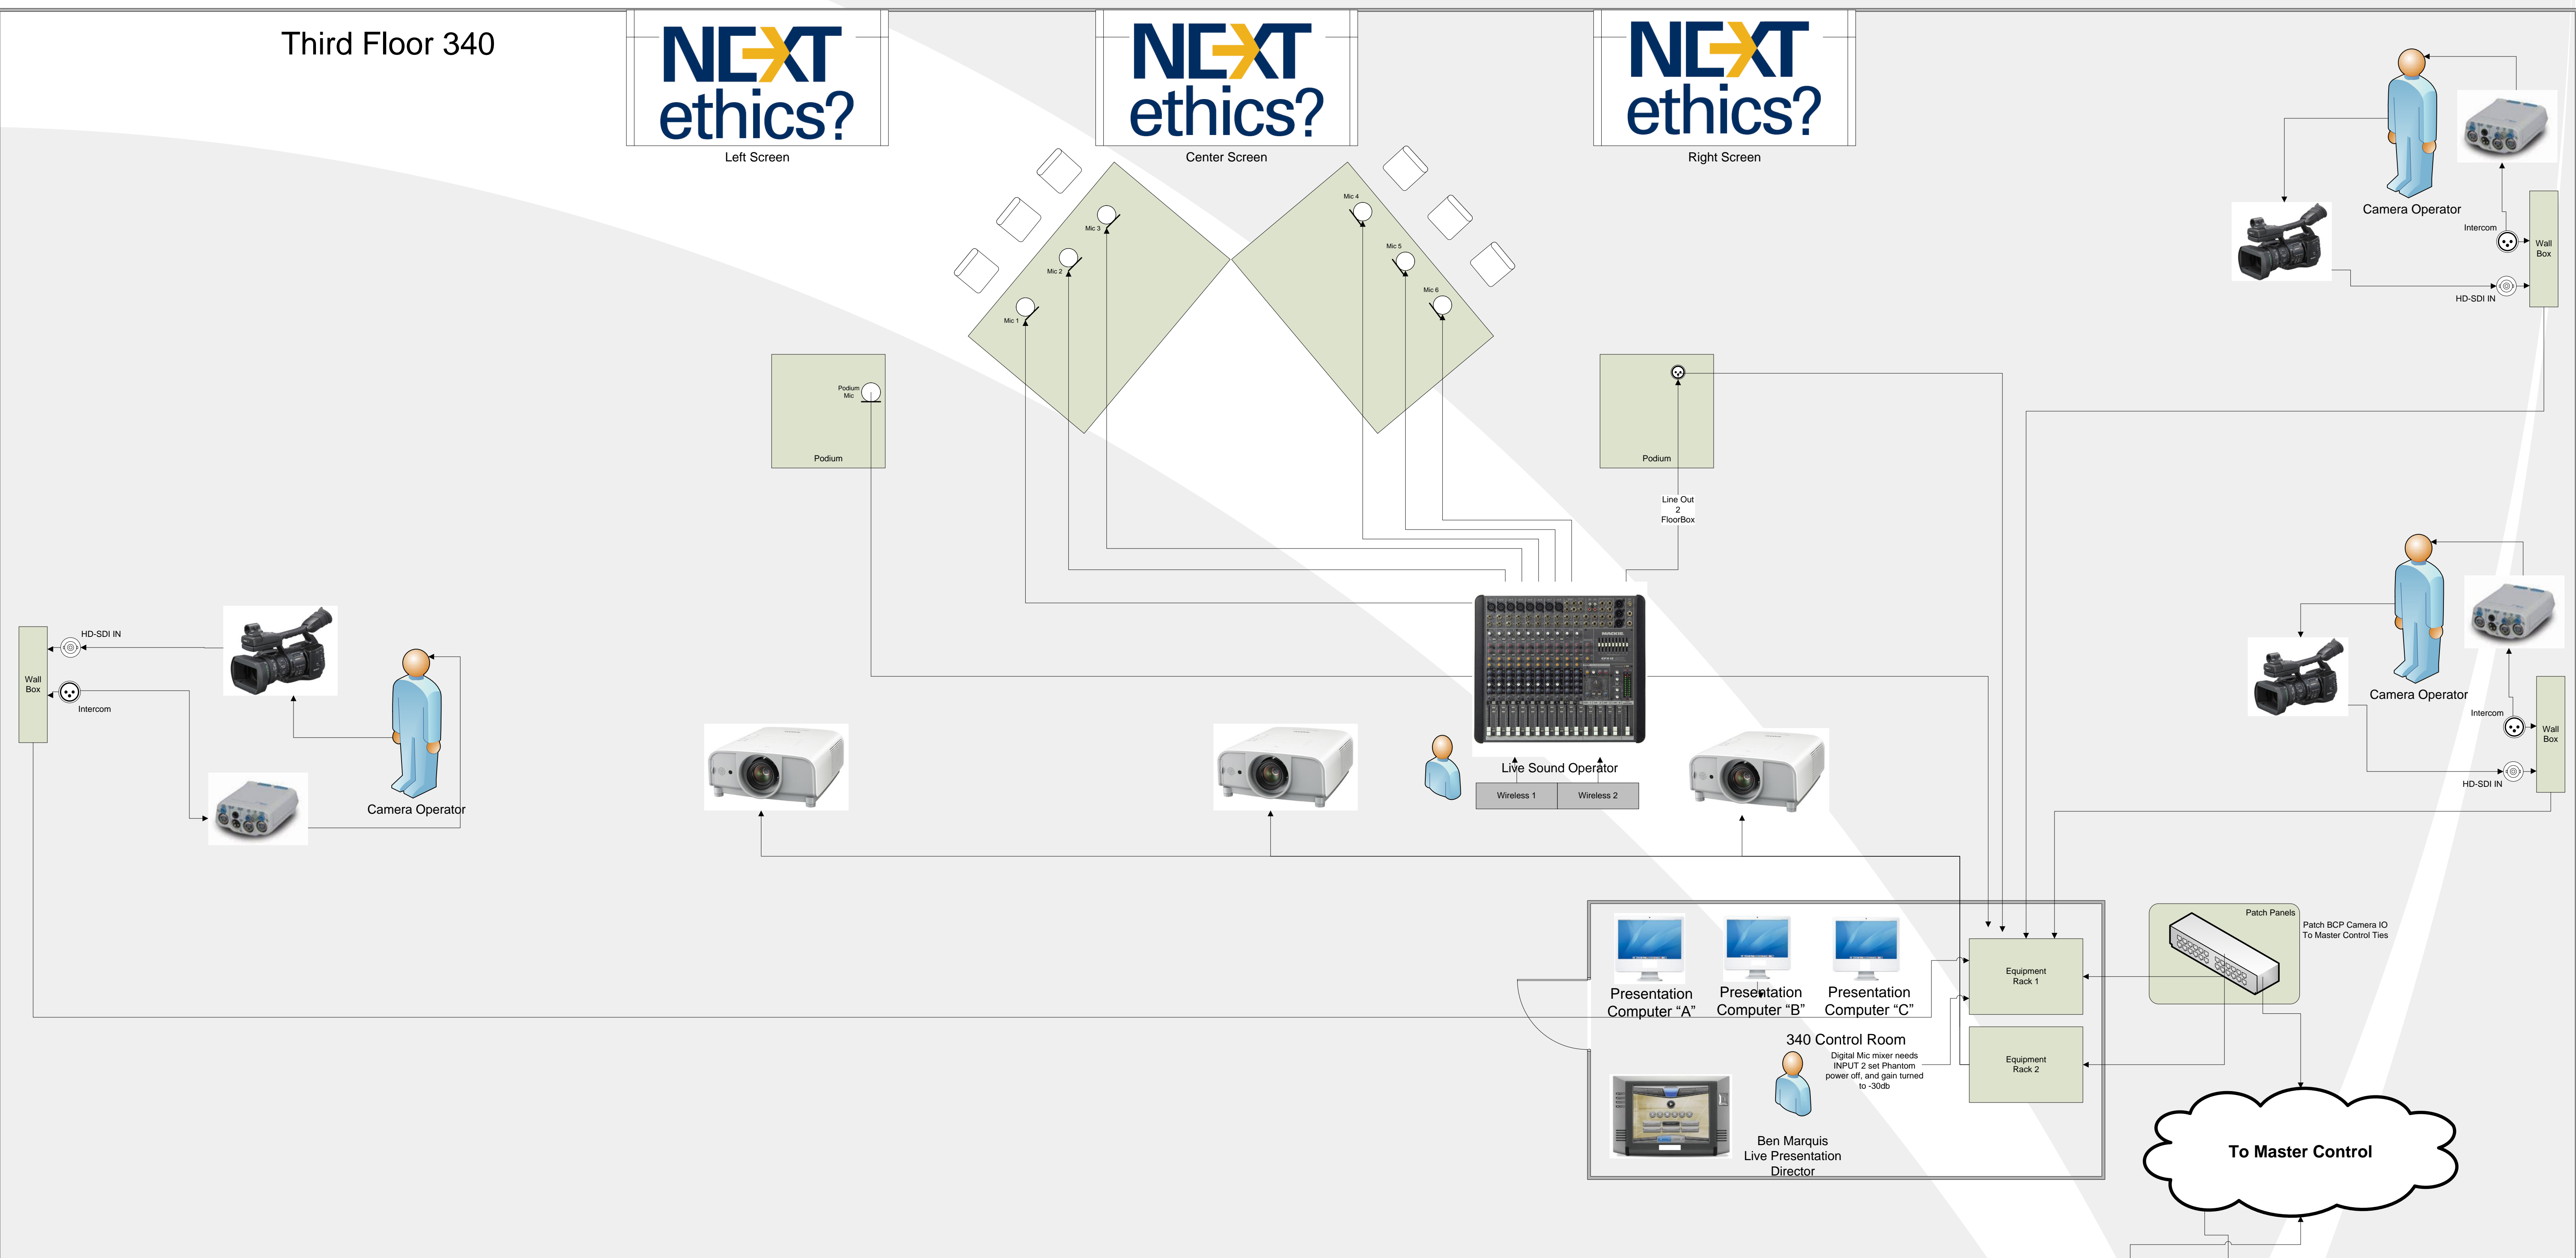 Third Floor 340
NEXT
ethics?
Left Screen
NEXT
ethics?
Center Screen
NEXT
ethics?
Right Screen
Camera Operator
Intercom
Wall
Box
HD-SDI IN
Mic 3
Mic 2
Mic 1
Mic 4
Mic 5
Mic 6
Podium
Mic
Podium
Podium
Line Out
2
FloorBox
Wall
Box
HD-SDI IN
Intercom
Camera Operator
Live Sound Operator
Wireless 1
Wireless 2
Camera Operator
Intercom
Wall
Box
HD-SDI IN
Presentation
Computer “A”
Presentation
Computer “B”
Presentation
Computer “C”
340 Control Room
Digital Mic mixer needs
INPUT 2 set Phantom
power off, and gain turned
to -30db
Ben Marquis
Live Presentation
Director
Equipment
Rack 1
Equipment
Rack 2
Patch Panels
Patch BCP Camera IO
To Master Control Ties
To Master Control